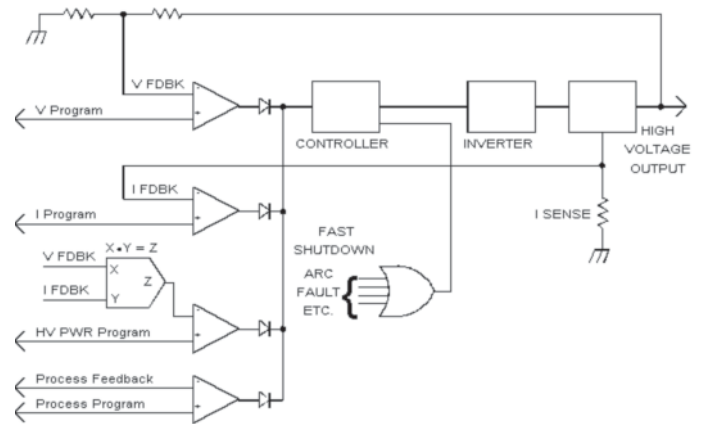 V FDBK
-
+
V Program
CONTROLLER
INVERTER
HIGH
VOLTAGE
OUTPUT
I FDBK
-
+
I Program
I SENSE
FAST
SHUTDOWN
ARC
FAULT
ETC.
X•Y = Z
V FDBK
X
Z
I FDBK
Y
-
+
HV PWR Program
Process Feedback
-
Process Program
+